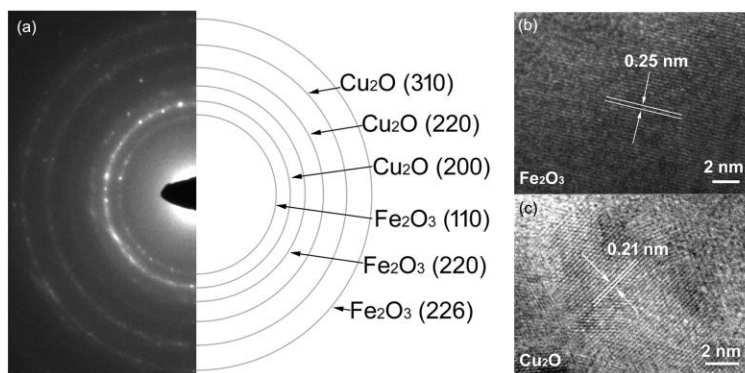 (a)
Cu₂O (310)
Cu₂O (220)
Cu₂O (200)
Fe₂O₃ (110)
Fe₂O₃ (220)
Fe₂O₃ (226)
(b)
0.25 nm
Fe₂O₃
2 nm
(c)
0.21 nm
Cu₂O
2 nm